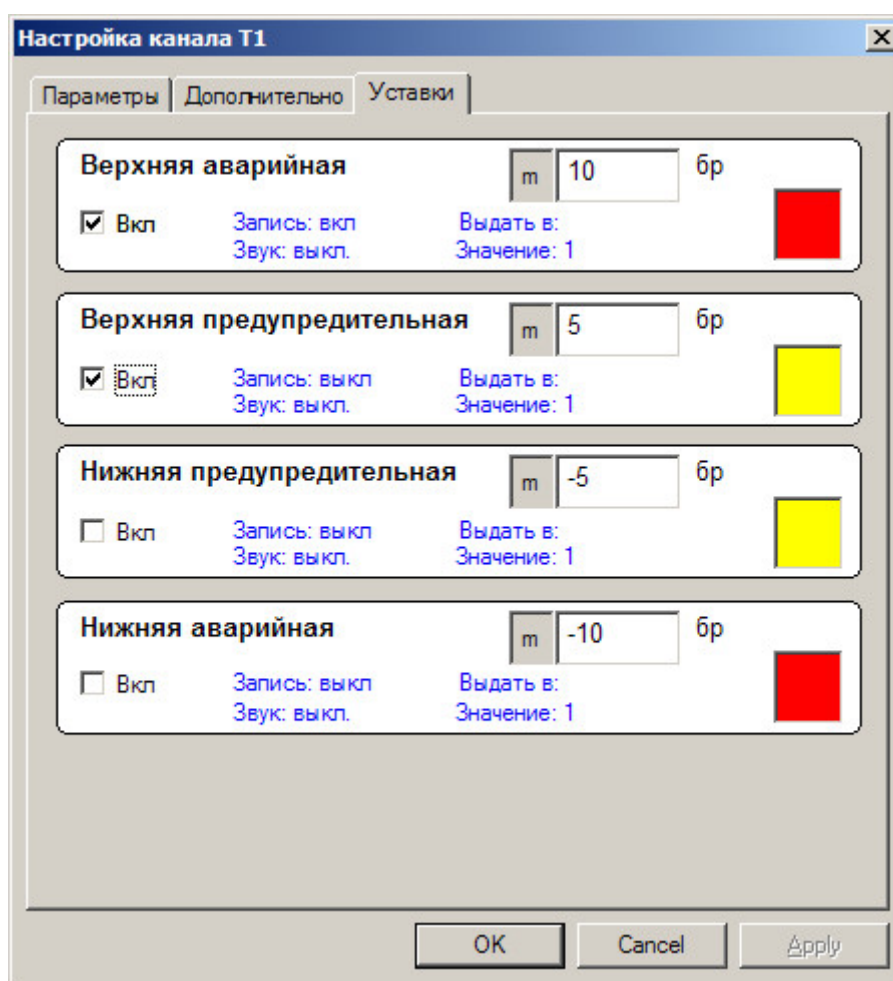 Настройка канала T1
Параметры Дополнительно Уставки
Верхняя аварийная m 10 бр
Вкл Запись: вкл Выдать в:
Звук: выкл. Значение: 1
Верхняя предупредительная m 5 бр
Вкл Запись: выкл Выдать в:
Звук: выкл. Значение: 1
Нижняя предупредительная m -5 бр
Вкл Запись: выкл Выдать в:
Звук: выкл. Значение: 1
Нижняя аварийная m -10 бр
Вкл Запись: выкл Выдать в:
Звук: выкл. Значение: 1
OK Cancel Apply